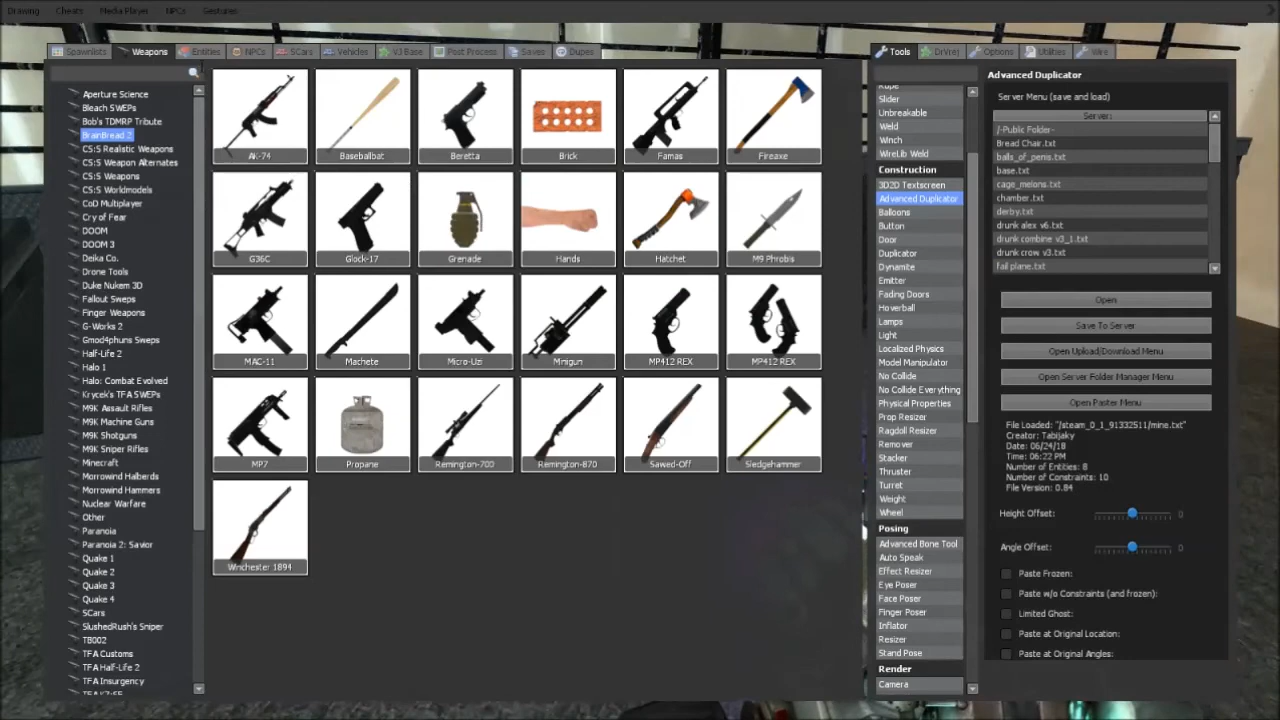 Drawing Cheats Media Player NPCs Gestures
Spawnlists Weapons Entities NPCs SCars Vehicles VJ Base Post Process Saves Dupes
Aperture Science
Bleach SWEPs
Bob's TDMRP Tribute
BrainBread 2
CS:S Realistic Weapons
CS:S Weapon Alternates
CS:S Weapons
CS:S Worldmodels
CoD Multiplayer
Cry of Fear
DOOM
DOOM 3
Deika Co.
Drone Tools
Duke Nukem 3D
Fallout Sweps
Finger Weapons
G-Works 2
Gmod4phuns Sweps
Half-Life 2
Halo 1
Halo: Combat Evolved
Krycek's TFA SWEPs
M9K Assault Rifles
M9K Machine Guns
M9K Shotguns
M9K Sniper Rifles
Minecraft
Morrowind Halberds
Morrowind Hammers
Nuclear Warfare
Other
Paranoia
Paranoia 2: Savior
Quake 1
Quake 2
Quake 3
Quake 4
SCars
SlushedRush's Sniper
TB002
TFA Customs
TFA Half-Life 2
TFA Insurgency
AK-74 Baseballbat Beretta Brick Famas Fireaxe
G36C Glock-17 Grenade Hands Hatchet M9 Phrobis
MAC-11 Machete Micro-Uzi Minigun MP412 REX MP412 REX
MP7 Propane Remington-700 Remington-870 Sawed-Off Sledgehammer
Winchester 1894
Tools DrVrej Options Utilities Wire
Rope
Slider
Unbreakable
Weld
Winch
WireLib Weld
Construction
3D2D Textscreen
Advanced Duplicator
Balloons
Button
Door
Duplicator
Dynamite
Emitter
Fading Doors
Hoverball
Lamps
Light
Localized Physics
Model Manipulator
No Collide
No Collide Everything
Physical Properties
Prop Resizer
Ragdoll Resizer
Remover
Stacker
Thruster
Turret
Weight
Wheel
Posing
Advanced Bone Tool
Auto Speak
Effect Resizer
Eye Poser
Face Poser
Finger Poser
Inflator
Resizer
Stand Pose
Render
Camera
Advanced Duplicator
Server Menu (save and load)
Server:
/-Public Folder-
Bread Chair.txt
balls_of_penis.txt
base.txt
cage_melons.txt
chamber.txt
derby.txt
drunk alex v6.txt
drunk combine v3_1.txt
drunk crow v3.txt
fail plane.txt
Open
Save To Server
Open Upload/Download Menu
Open Server Folder Manager Menu
Open Paster Menu
File Loaded: "/steam_0_1_91332511/mine.txt"
Creator: Tabijaky
Date: 06/24/18
Time: 06:22 PM
Number of Entities: 8
Number of Constraints: 10
File Version: 0.84
Height Offset: 0
Angle Offset: 0
Paste Frozen:
Paste w/o Constraints (and frozen):
Limited Ghost:
Paste at Original Location:
Paste at Original Angles: